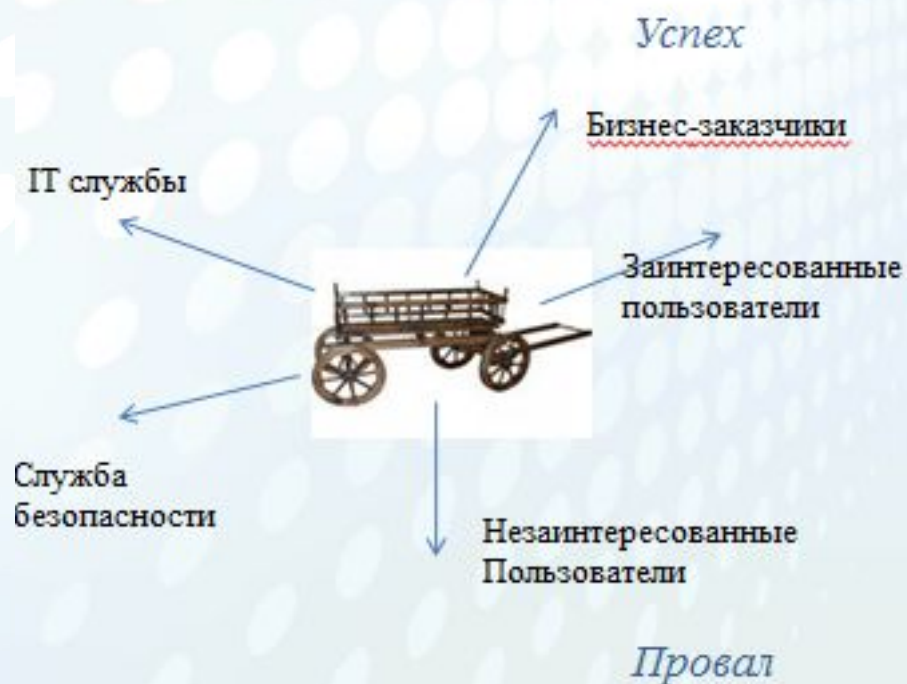 Успех
Бизнес-заказчики
IT службы
Заинтересованные
пользователи
Служба
безопасности
Незаинтересованные
Пользователи
Провал